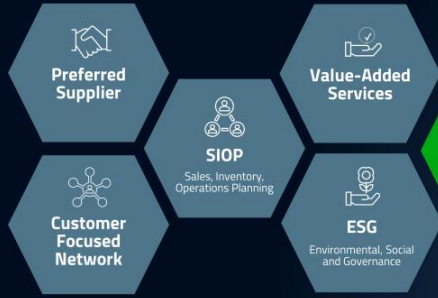 Preferred
Supplier
Value-Added
Services
SIOP
Sales, Inventory,
Operations Planning
Customer
Focused
Network
ESG
Environmental, Social
and Governance